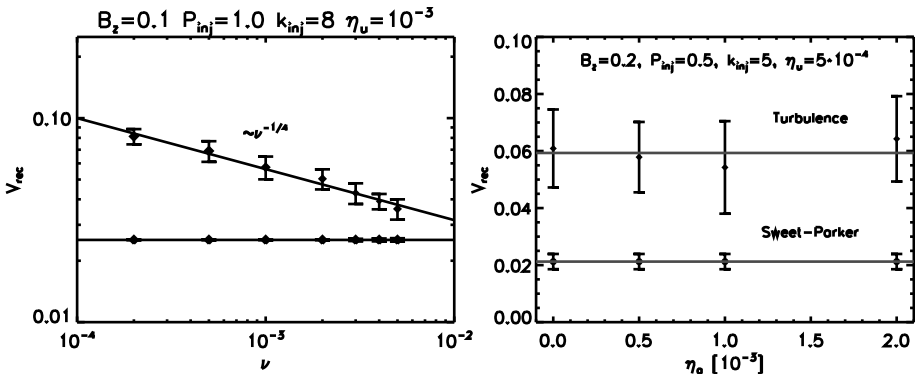 B_z=0.1 P_inj=1.0 k_inj=8 η_u=10^-3
V_rec
0.10
0.01
~ν^-1/4
10^-4
10^-3
10^-2
ν
B_z=0.2, P_inj=0.5, k_inj=5, η_u=5·10^-4
V_rec
0.10
0.08
0.06
0.04
0.02
0.00
Turbulence
Sweet-Parker
0.0
0.5
1.0
1.5
2.0
η_a [10^-3]